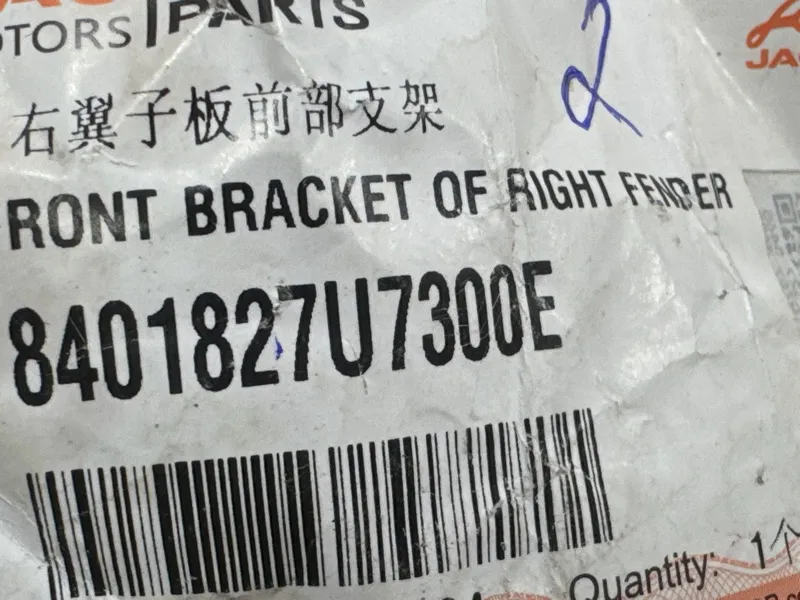 OTORS | PARTS
JAC
2
右翼子板前部支架
RONT BRACKET OF RIGHT FENDER
8401827U7300E
Quantity: 1个